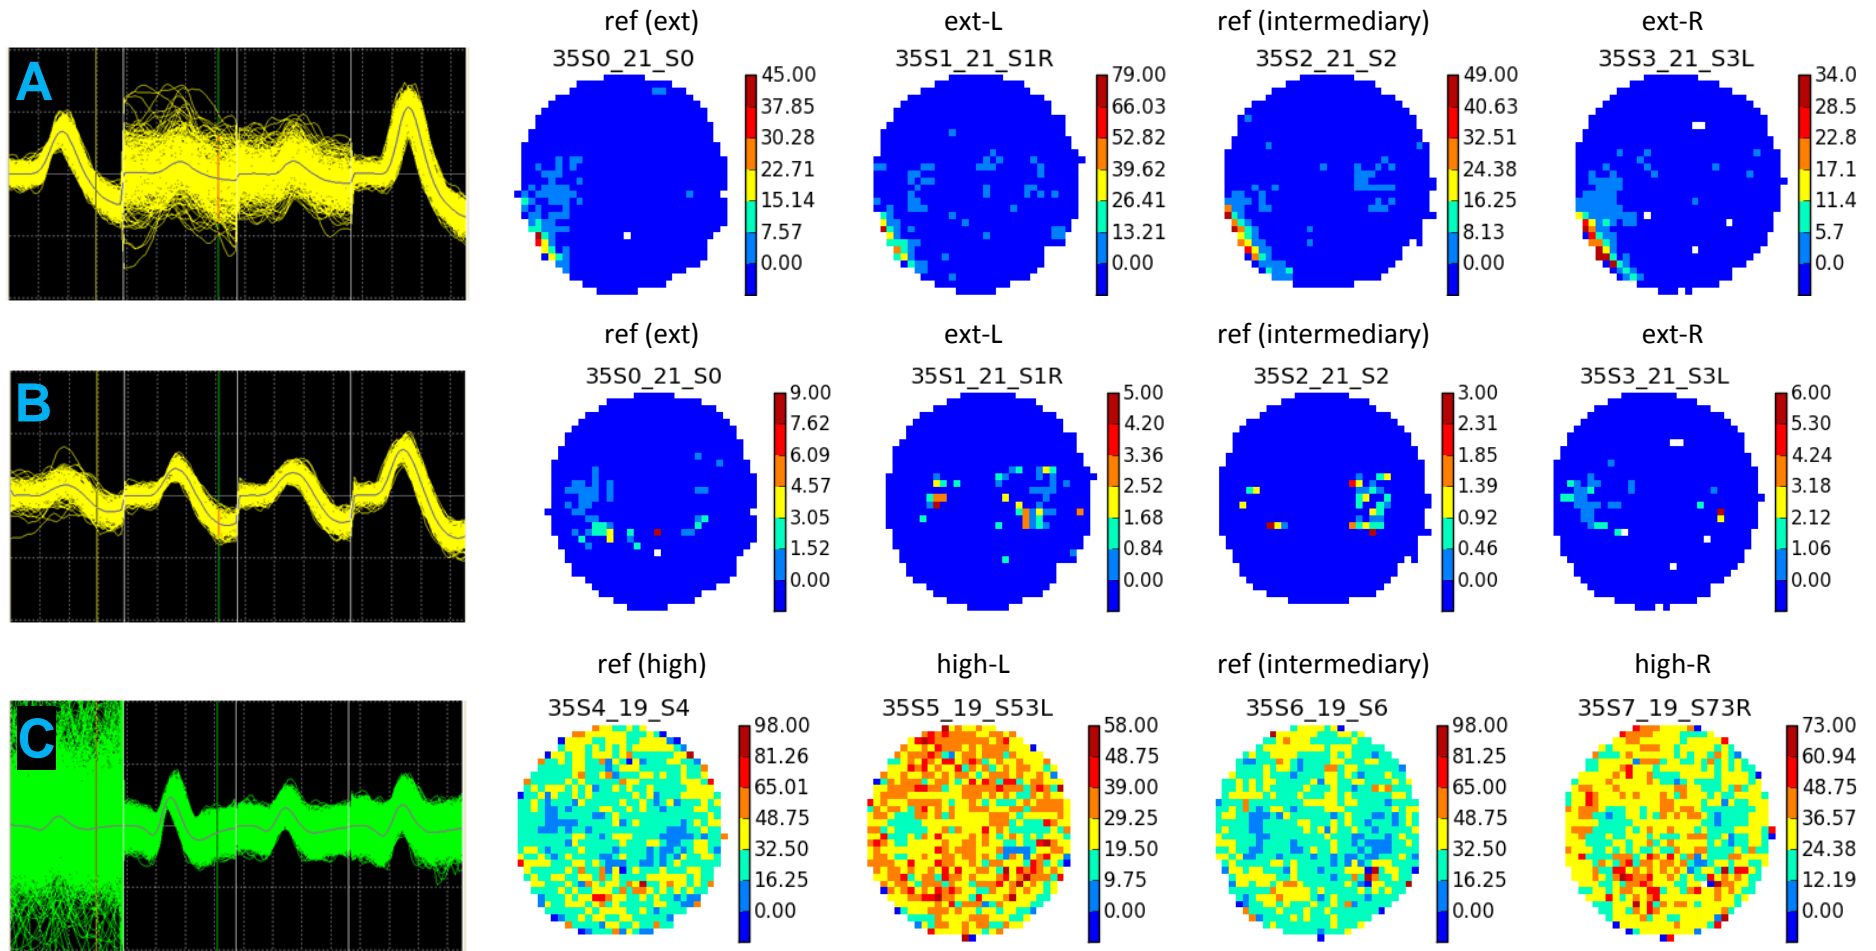 ref (ext) ext-L ref (intermediary) ext-R
A 35S0_21_S0 35S1_21_S1R 35S2_21_S2 35S3_21_S3L
45.00 79.00 49.00 34.0
37.85 66.03 40.63 28.5
30.28 52.82 32.51 22.8
22.71 39.62 24.38 17.1
15.14 26.41 16.25 11.4
7.57 13.21 8.13 5.7
0.00 0.00 0.00 0.0
ref (ext) ext-L ref (intermediary) ext-R
B 35S0_21_S0 35S1_21_S1R 35S2_21_S2 35S3_21_S3L
9.00 5.00 3.00 6.00
7.62 4.20 2.31 5.30
6.09 3.36 1.85 4.24
4.57 2.52 1.39 3.18
3.05 1.68 0.92 2.12
1.52 0.84 0.46 1.06
0.00 0.00 0.00 0.00
ref (high) high-L ref (intermediary) high-R
C 35S4_19_S4 35S5_19_S53L 35S6_19_S6 35S7_19_S73R
98.00 58.00 98.00 73.00
81.26 48.75 81.26 60.94
65.01 39.00 65.01 48.75
48.75 29.25 48.75 36.57
32.50 19.50 32.50 24.38
16.25 9.75 16.25 12.19
0.00 0.00 0.00 0.00